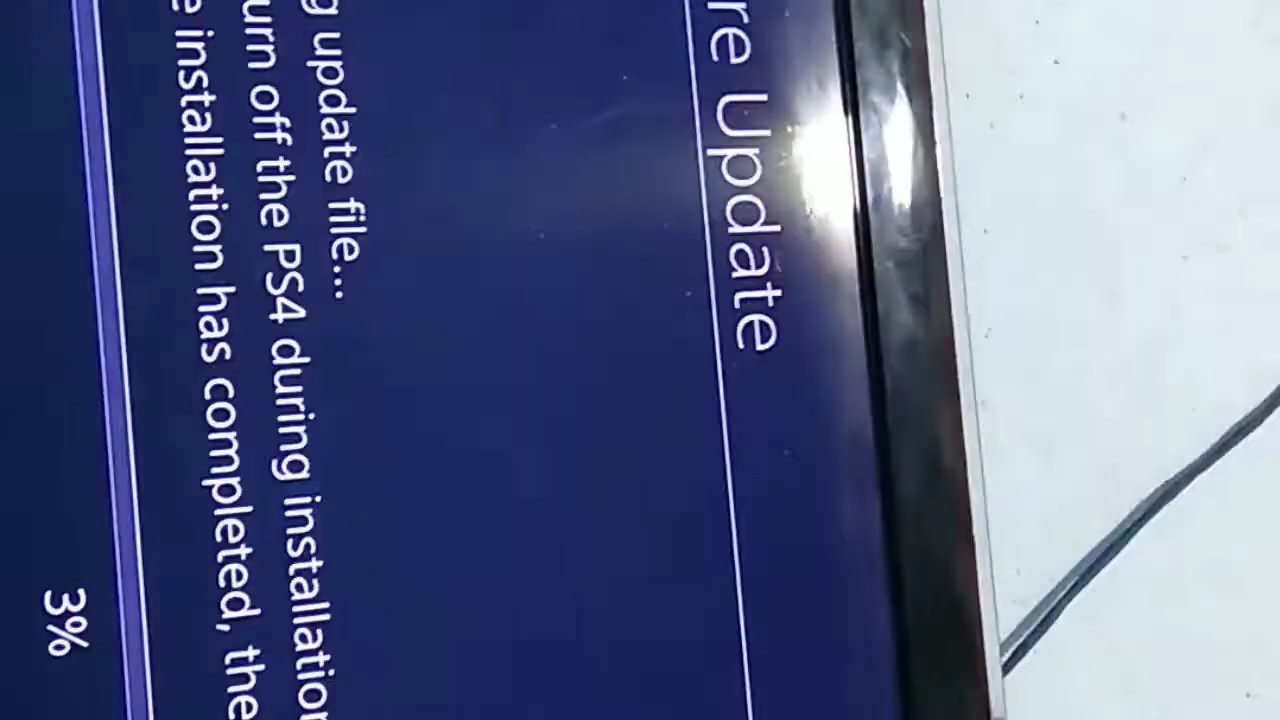 re Update
g update file...
urn off the PS4 during installation
e installation has completed, the
3%